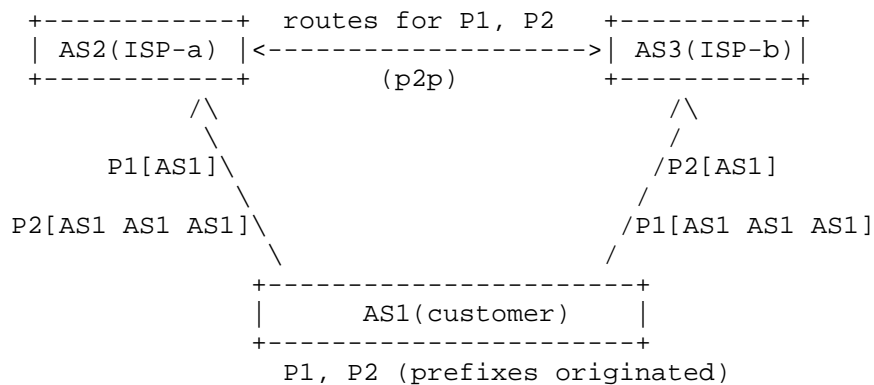 routes for P1, P2
AS2(ISP-a) AS3(ISP-b)
(p2p)
P1[AS1] P2[AS1]
P2[AS1 AS1 AS1] P1[AS1 AS1 AS1]
AS1(customer)
P1, P2 (prefixes originated)